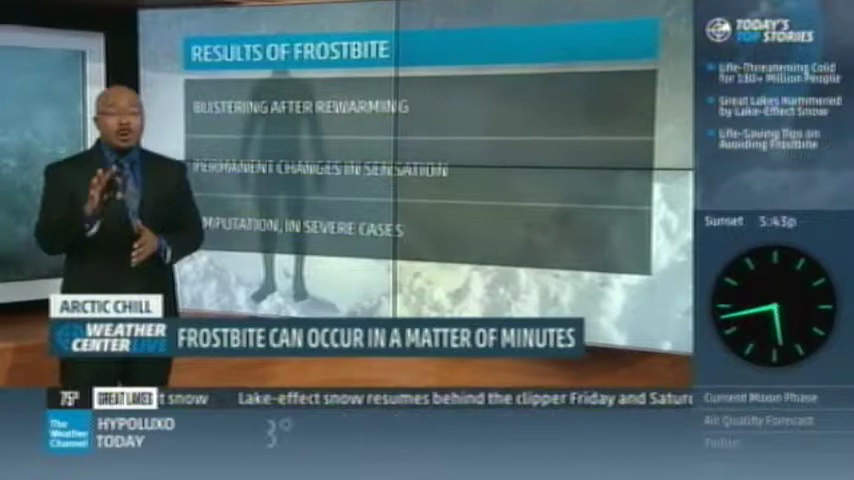 RESULTS OF FROSTBITE
BLISTERING AFTER REWARMING
PERMANENT CHANGES IN SENSATION
AMPUTATION, IN SEVERE CASES
TODAY'S
TOP STORIES
Life-Threatening Cold
for 180+ Million People
Great Lakes Hammered
by Lake-Effect Snow
Life-Saving Tips on
Avoiding Frostbite
Sunset 5:43p
ARCTIC CHILL
WEATHER
CENTER LIVE
FROSTBITE CAN OCCUR IN A MATTER OF MINUTES
75° GREAT LAKES t snow Lake-effect snow resumes behind the clipper Friday and Satur
The
Weather
Channel
HYPOLUXO
TODAY
Current Moon Phase
Air Quality Forecast